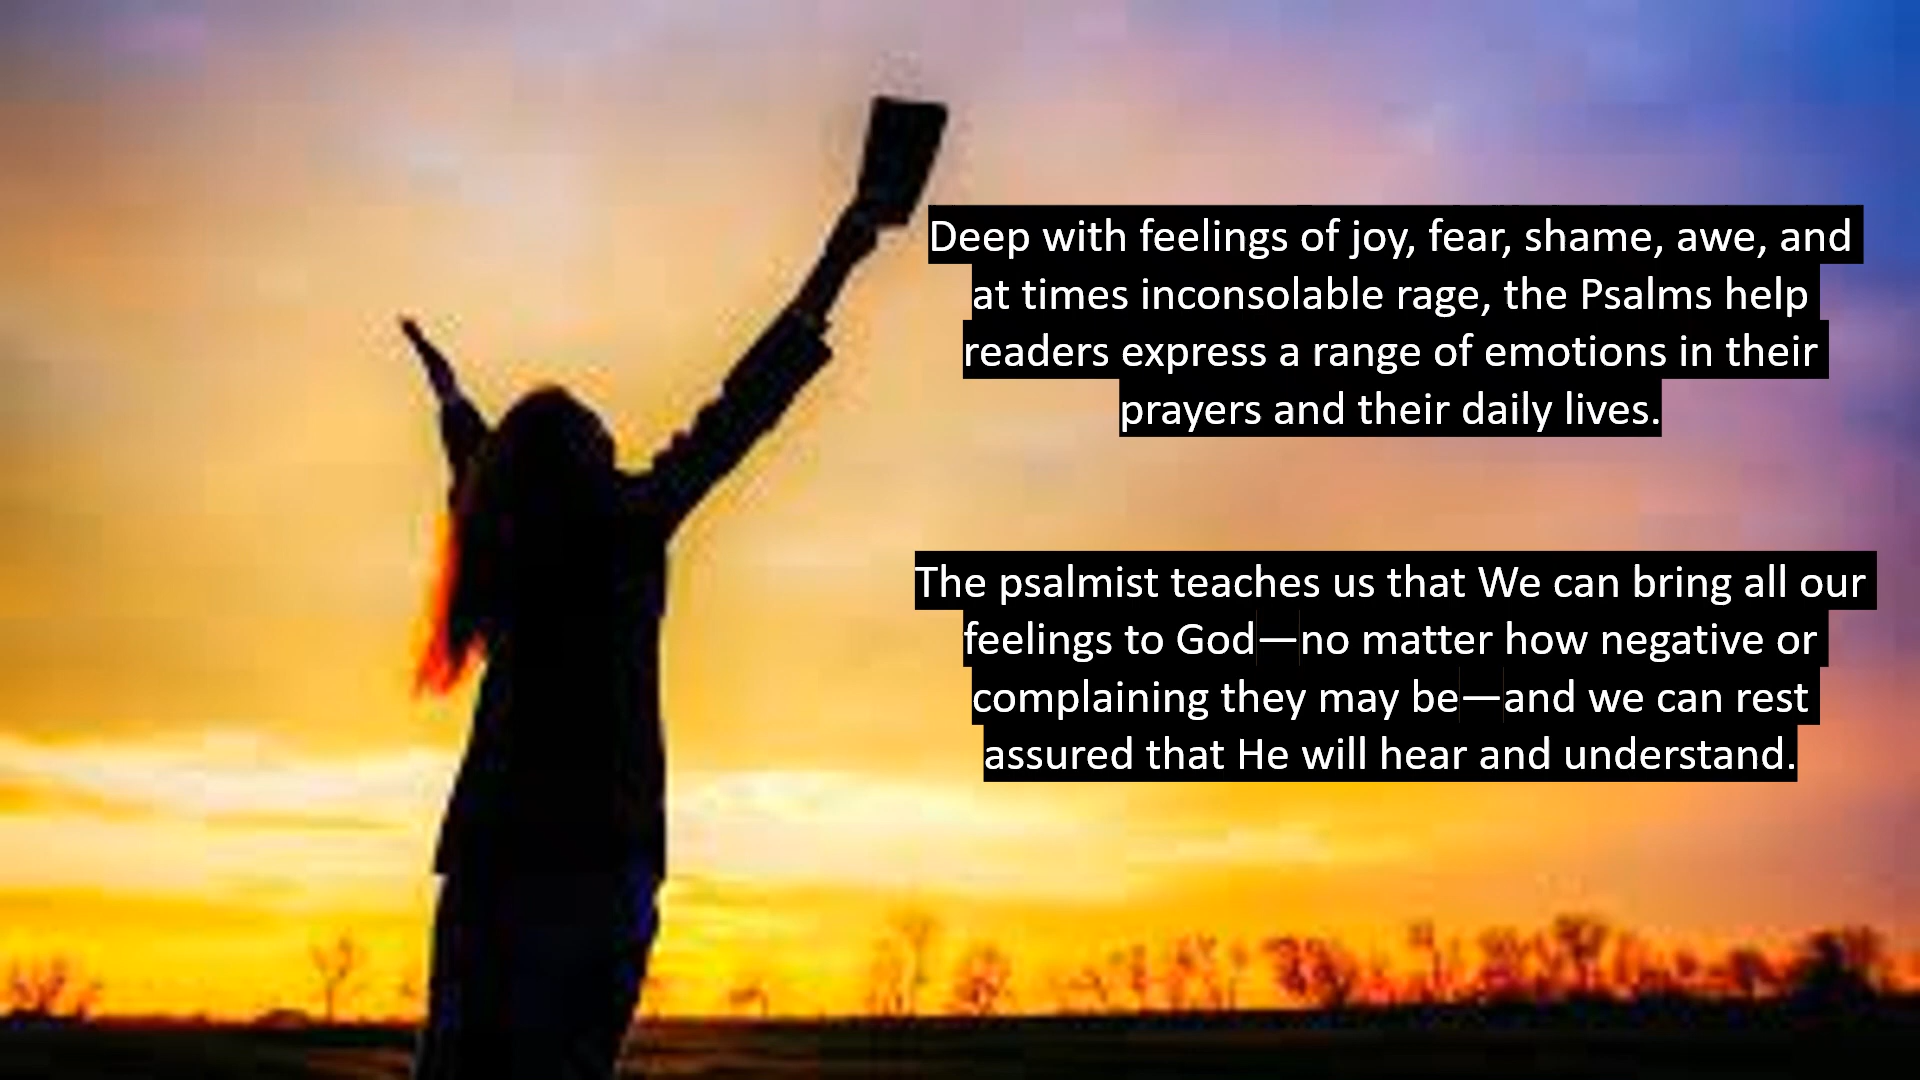 Deep with feelings of joy, fear, shame, awe, and
at times inconsolable rage, the Psalms help
readers express a range of emotions in their
prayers and their daily lives.
The psalmist teaches us that We can bring all our
feelings to God—no matter how negative or
complaining they may be—and we can rest
assured that He will hear and understand.